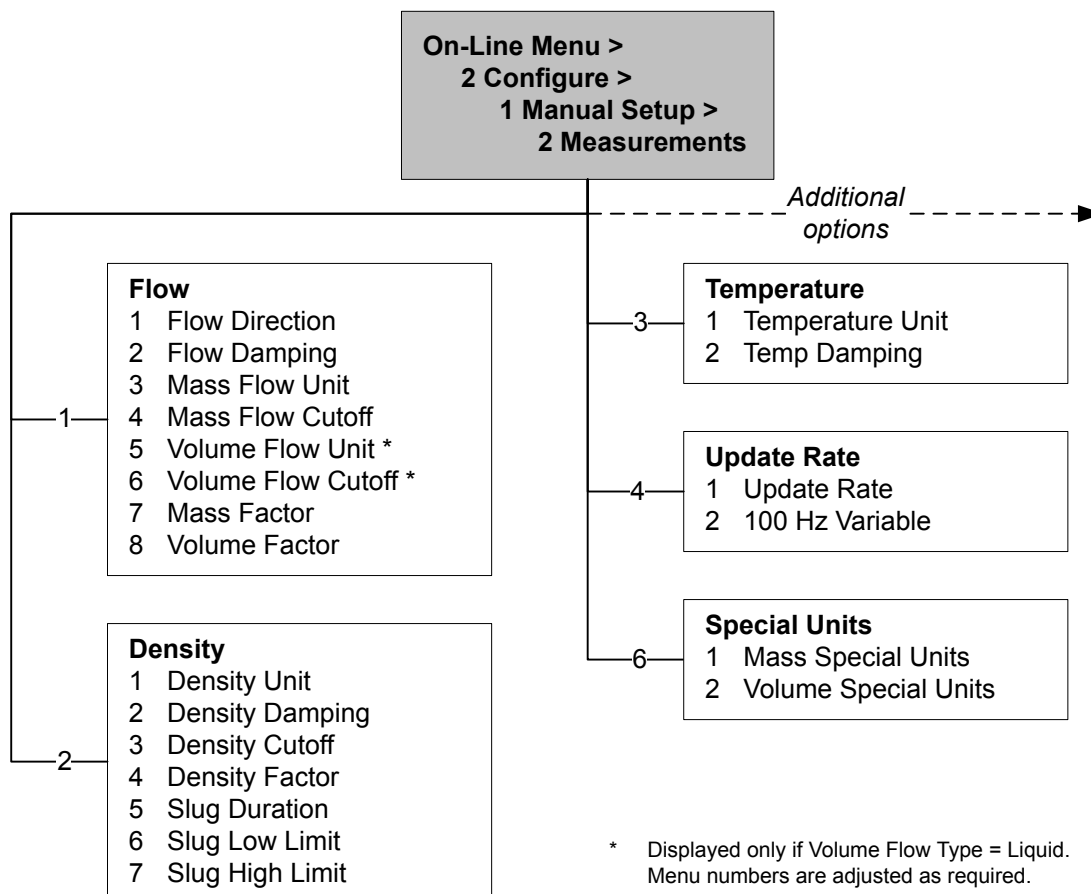 On-Line Menu >
2 Configure >
1 Manual Setup >
2 Measurements
Additional
options
1
Flow
1 Flow Direction
2 Flow Damping
3 Mass Flow Unit
4 Mass Flow Cutoff
5 Volume Flow Unit *
6 Volume Flow Cutoff *
7 Mass Factor
8 Volume Factor
2
Density
1 Density Unit
2 Density Damping
3 Density Cutoff
4 Density Factor
5 Slug Duration
6 Slug Low Limit
7 Slug High Limit
3
Temperature
1 Temperature Unit
2 Temp Damping
4
Update Rate
1 Update Rate
2 100 Hz Variable
6
Special Units
1 Mass Special Units
2 Volume Special Units
* Displayed only if Volume Flow Type = Liquid.
Menu numbers are adjusted as required.